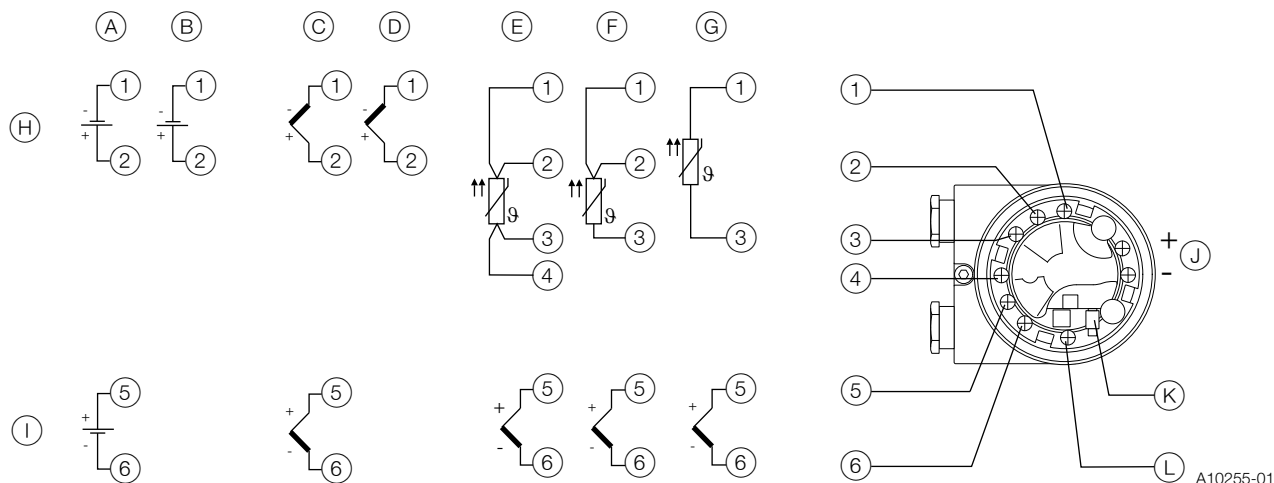 A B C D E F G
H
- 1 - 1 - 1 - 1 1 1 1
+ 2 + 2 + 2 + 2 2 2
ϑ ϑ ϑ
3 3 3
4
I
+ 5 + 5 + 5 + 5 + 5
- 6 - 6 - 6 - 6 - 6
1
2
3
4
5
6
+
-
J
K
L
A10255-01